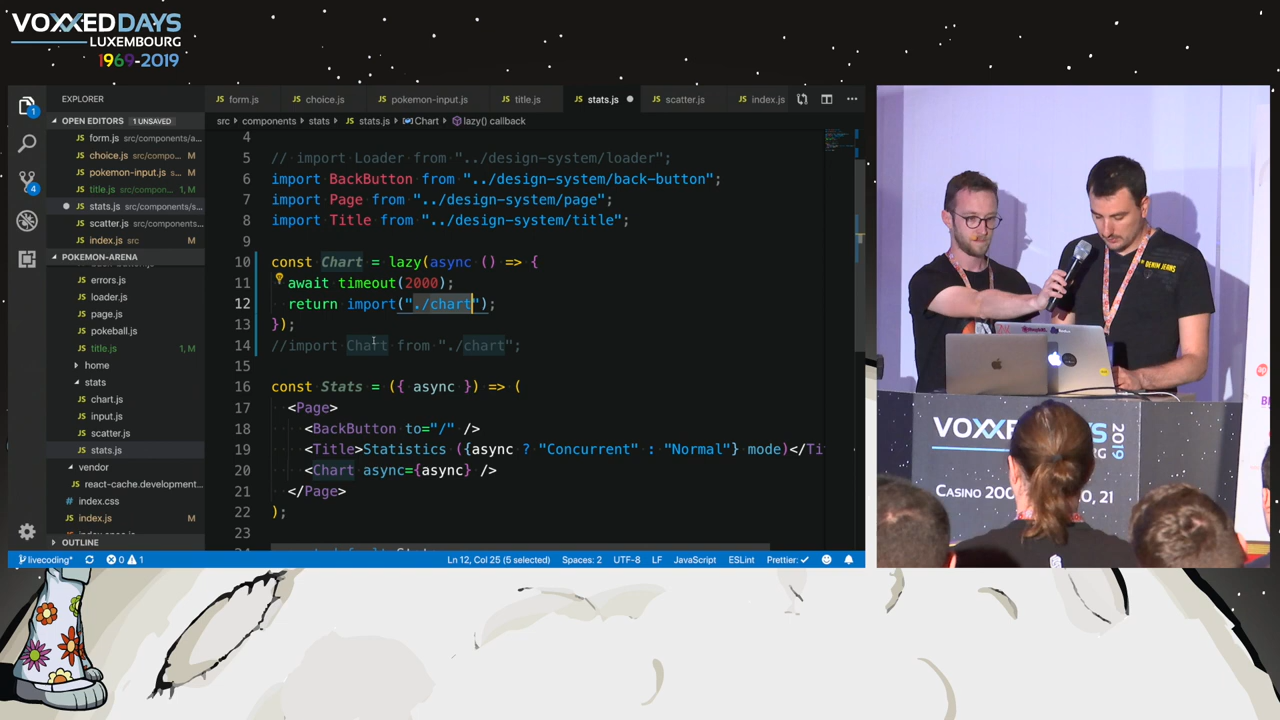 VOXXED DAYS
LUXEMBOURG
1969-2019
EXPLORER
OPEN EDITORS 1 UNSAVED
JS form.js src/components/a...
JS choice.js src/compo... M
JS pokemon-input.js ... M
JS title.js src/compon... 1, M
JS stats.js src/components/s...
JS scatter.js src/components...
JS index.js src M
POKEMON-ARENA
JS errors.js
JS loader.js
JS page.js
JS pokeball.js
JS title.js 1, M
home
stats
JS chart.js
JS input.js
JS scatter.js
JS stats.js
vendor
JS react-cache.development...
# index.css
JS index.js M
OUTLINE
JS form.js JS choice.js JS pokemon-input.js JS title.js JS stats.js JS scatter.js JS index.js
src › components › stats › JS stats.js › Chart › lazy() callback
4
5 // import Loader from "../design-system/loader";
6 import BackButton from "../design-system/back-button";
7 import Page from "../design-system/page";
8 import Title from "../design-system/title";
9
10 const Chart = lazy(async () => {
11 await timeout(2000);
12 return import("./chart");
13 });
14 //import Chart from "./chart";
15
16 const Stats = ({ async }) => (
17 <Page>
18 <BackButton to="/" />
19 <Title>Statistics ({async ? "Concurrent" : "Normal"} mode)</Ti
20 <Chart async={async} />
21 </Page>
22 );
23
1
4
livecoding* 0 1 Ln 12, Col 25 (5 selected) Spaces: 2 UTF-8 LF JavaScript ESLint Prettier: ✓
DENIM JEANS
VOXXED DAYS
2019